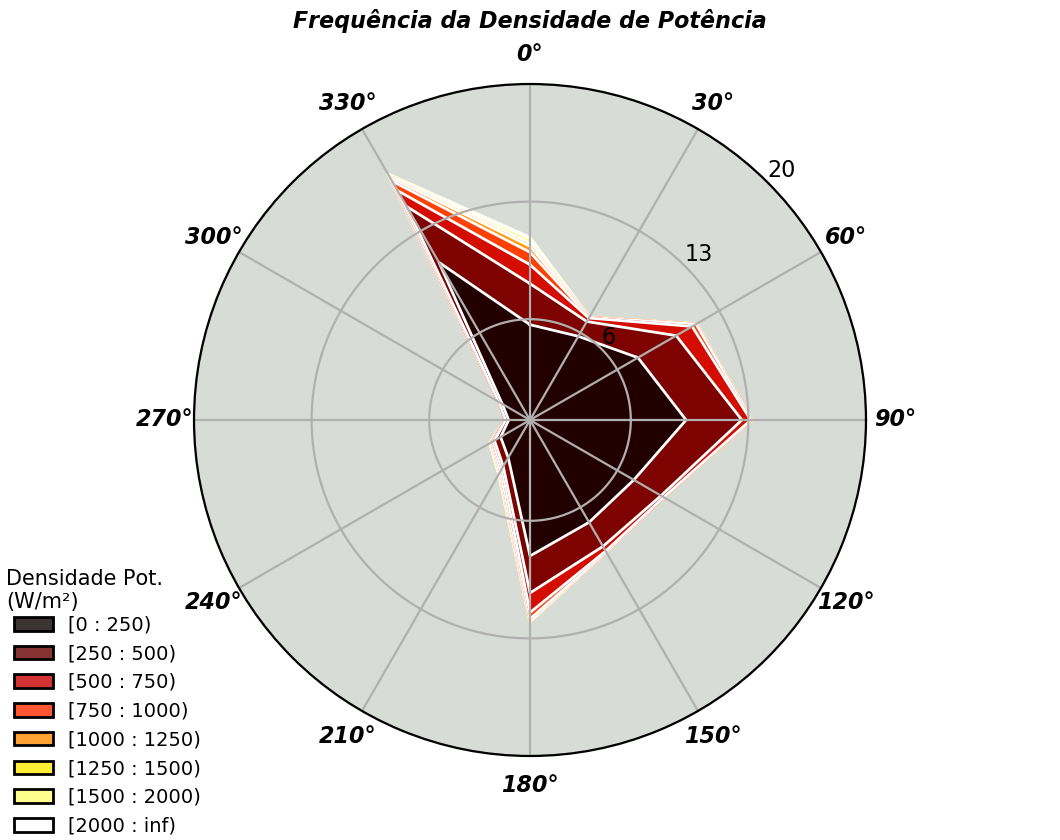 Frequência da Densidade de Potência
0°
330°
30°
20
300°
60°
13
6
270°
90°
240°
120°
210°
150°
180°
Densidade Pot.
(W/m²)
[0 : 250)
[250 : 500)
[500 : 750)
[750 : 1000)
[1000 : 1250)
[1250 : 1500)
[1500 : 2000)
[2000 : inf)